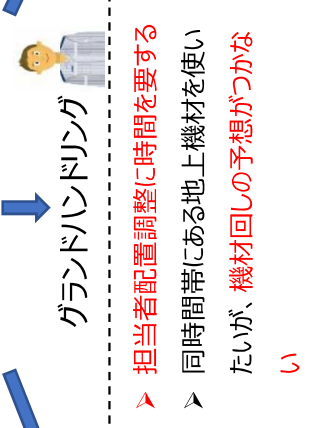 グランドハンドリング
➢ 担当者配置調整に時間を要する
➢ 同時間帯にある地上機材を使い
たいが、機材回しの予想がつかな
い